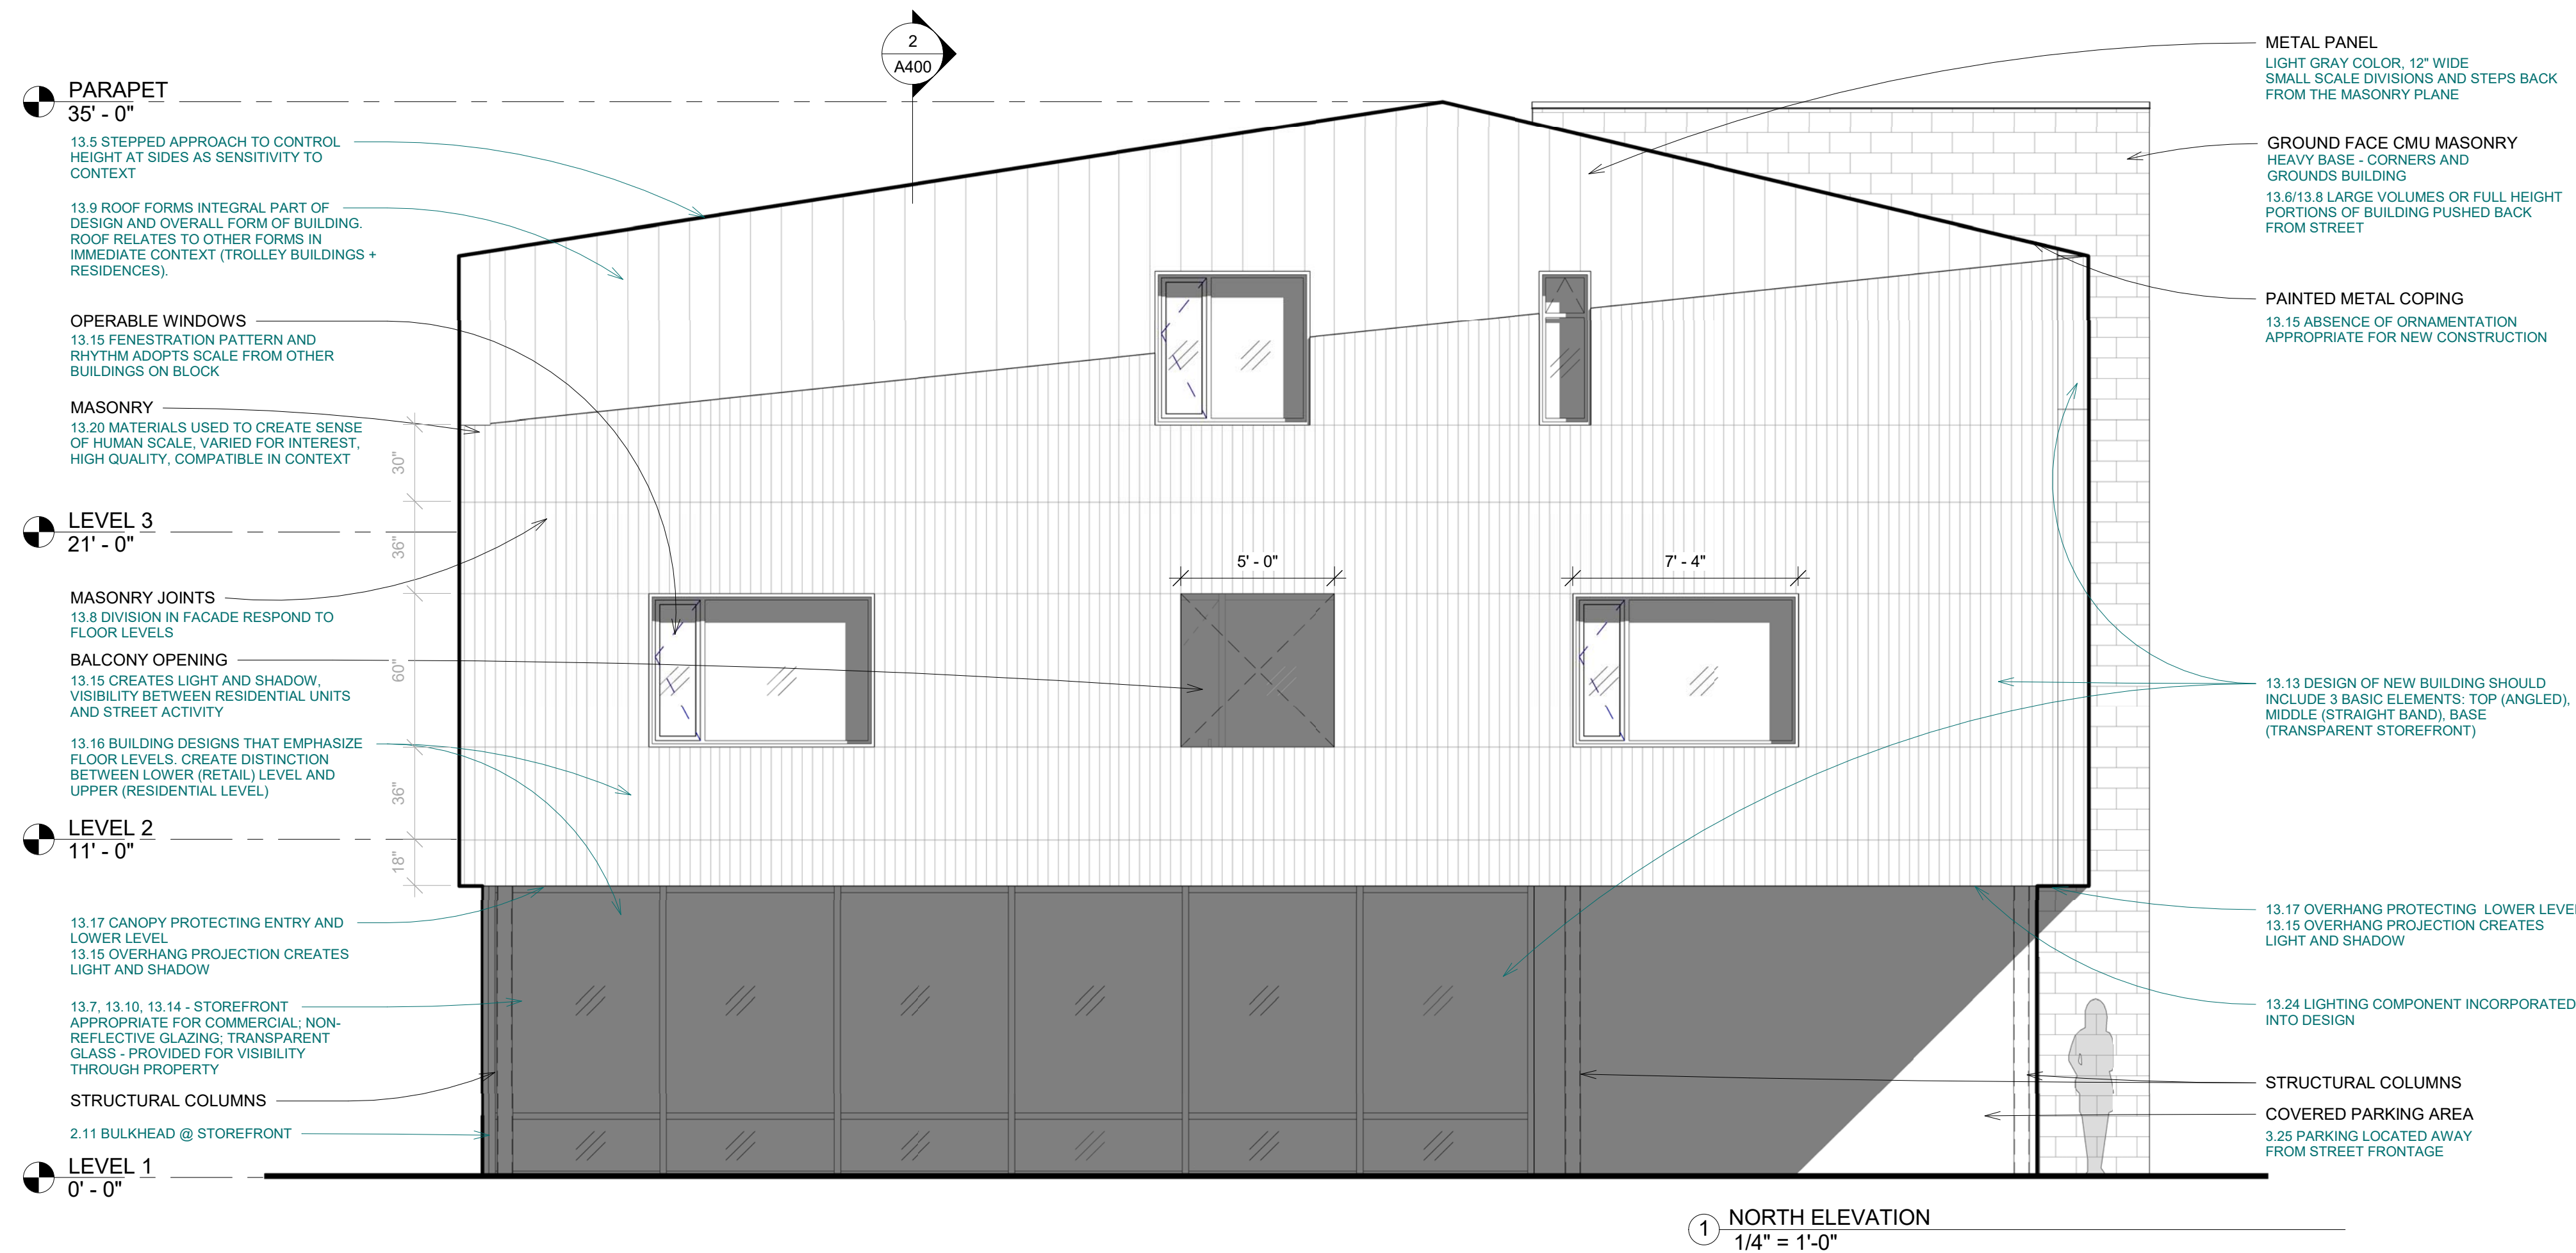 2
A400
PARAPET
35' - 0"
13.5 STEPPED APPROACH TO CONTROL
HEIGHT AT SIDES AS SENSITIVITY TO
CONTEXT
13.9 ROOF FORMS INTEGRAL PART OF
DESIGN AND OVERALL FORM OF BUILDING.
ROOF RELATES TO OTHER FORMS IN
IMMEDIATE CONTEXT (TROLLEY BUILDINGS +
RESIDENCES).
OPERABLE WINDOWS
13.15 FENESTRATION PATTERN AND
RHYTHM ADOPTS SCALE FROM OTHER
BUILDINGS ON BLOCK
MASONRY
13.20 MATERIALS USED TO CREATE SENSE
OF HUMAN SCALE, VARIED FOR INTEREST,
HIGH QUALITY, COMPATIBLE IN CONTEXT
30"
LEVEL 3
21' - 0"
36"
MASONRY JOINTS
13.8 DIVISION IN FACADE RESPOND TO
FLOOR LEVELS
BALCONY OPENING
13.15 CREATES LIGHT AND SHADOW,
VISIBILITY BETWEEN RESIDENTIAL UNITS
AND STREET ACTIVITY
60"
13.16 BUILDING DESIGNS THAT EMPHASIZE
FLOOR LEVELS. CREATE DISTINCTION
BETWEEN LOWER (RETAIL) LEVEL AND
UPPER (RESIDENTIAL LEVEL)
36"
LEVEL 2
11' - 0"
18"
13.17 CANOPY PROTECTING ENTRY AND
LOWER LEVEL
13.15 OVERHANG PROJECTION CREATES
LIGHT AND SHADOW
13.7, 13.10, 13.14 - STOREFRONT
APPROPRIATE FOR COMMERCIAL; NON-
REFLECTIVE GLAZING; TRANSPARENT
GLASS - PROVIDED FOR VISIBILITY
THROUGH PROPERTY
STRUCTURAL COLUMNS
2.11 BULKHEAD @ STOREFRONT
LEVEL 1
0' - 0"
5' - 0"
7' - 4"
METAL PANEL
LIGHT GRAY COLOR, 12" WIDE
SMALL SCALE DIVISIONS AND STEPS BACK
FROM THE MASONRY PLANE
GROUND FACE CMU MASONRY
HEAVY BASE - CORNERS AND
GROUNDS BUILDING
13.6/13.8 LARGE VOLUMES OR FULL HEIGHT
PORTIONS OF BUILDING PUSHED BACK
FROM STREET
PAINTED METAL COPING
13.15 ABSENCE OF ORNAMENTATION
APPROPRIATE FOR NEW CONSTRUCTION
13.13 DESIGN OF NEW BUILDING SHOULD
INCLUDE 3 BASIC ELEMENTS: TOP (ANGLED),
MIDDLE (STRAIGHT BAND), BASE
(TRANSPARENT STOREFRONT)
13.17 OVERHANG PROTECTING LOWER LEVEL
13.15 OVERHANG PROJECTION CREATES
LIGHT AND SHADOW
13.24 LIGHTING COMPONENT INCORPORATED
INTO DESIGN
STRUCTURAL COLUMNS
COVERED PARKING AREA
3.25 PARKING LOCATED AWAY
FROM STREET FRONTAGE
1
NORTH ELEVATION
1/4" = 1'-0"